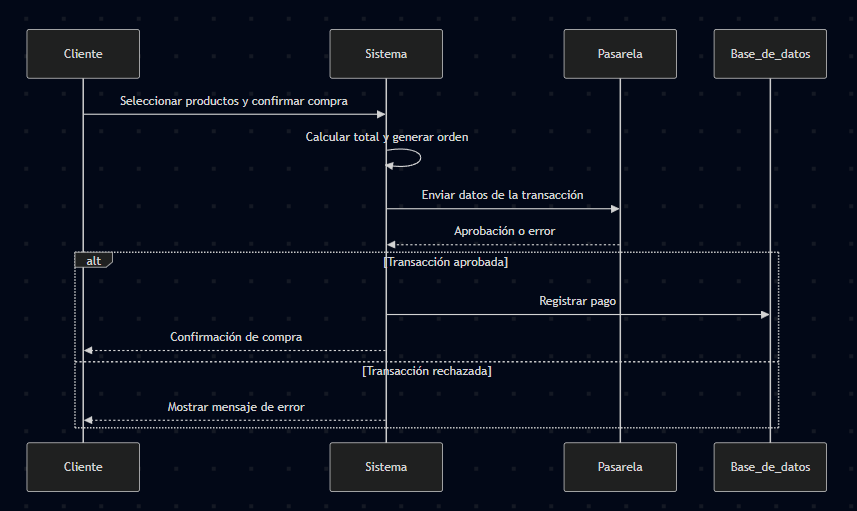 Cliente
Sistema
Pasarela
Base_de_datos
Seleccionar productos y confirmar compra
Calcular total y generar orden
Enviar datos de la transacción
Aprobación o error
alt
[Transacción aprobada]
Registrar pago
Confirmación de compra
[Transacción rechazada]
Mostrar mensaje de error
Cliente
Sistema
Pasarela
Base_de_datos